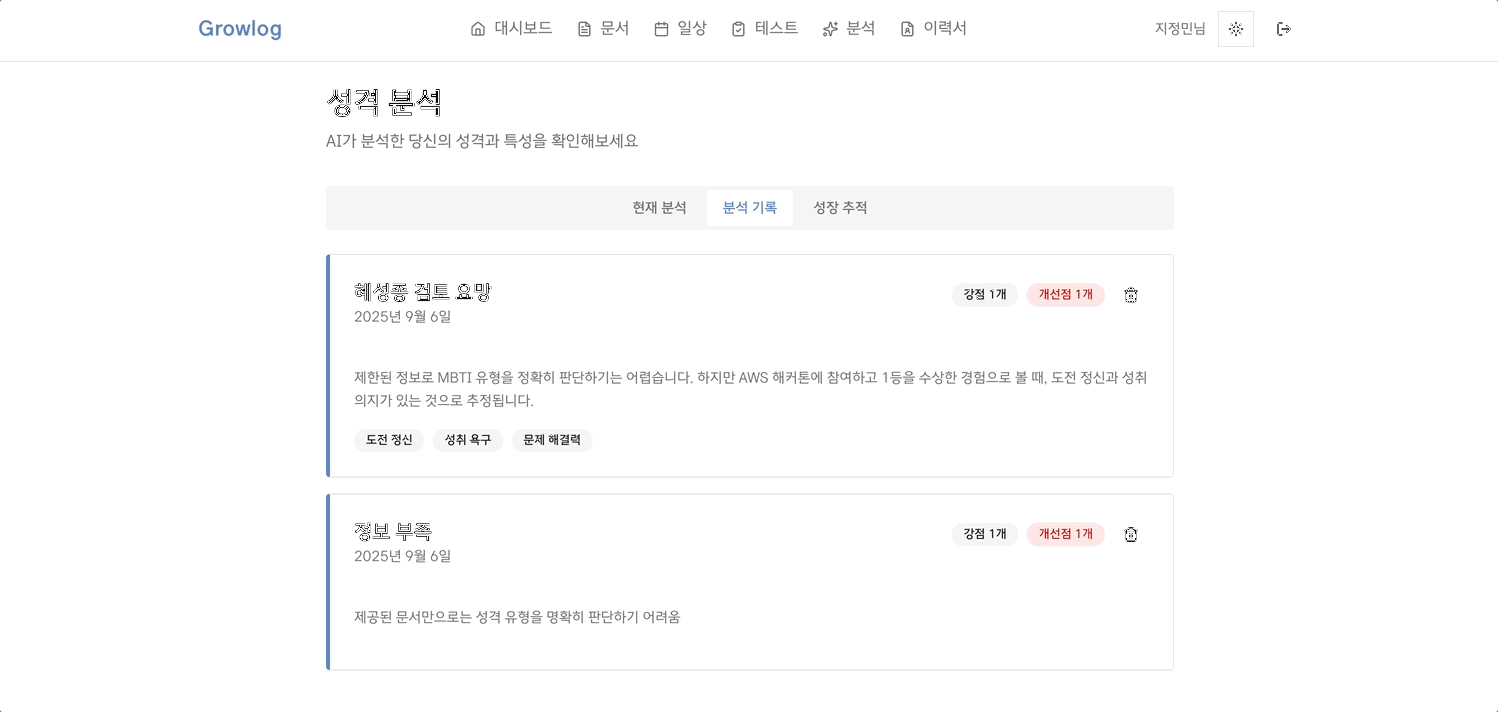 Growlog
대시보드
문서
일상
테스트
분석
이력서
지정민님
성격 분석
AI가 분석한 당신의 성격과 특성을 확인해보세요
현재 분석
분석 기록
성장 추적
혜성종 검토 요망
강점 1개
개선점 1개
2025년 9월 6일
제한된 정보로 MBTI 유형을 정확히 판단하기는 어렵습니다. 하지만 AWS 해커톤에 참여하고 1등을 수상한 경험으로 볼 때, 도전 정신과 성취
의지가 있는 것으로 추정됩니다.
도전 정신
성취 욕구
문제 해결력
정보 부족
강점 1개
개선점 1개
2025년 9월 6일
제공된 문서만으로는 성격 유형을 명확히 판단하기 어려움